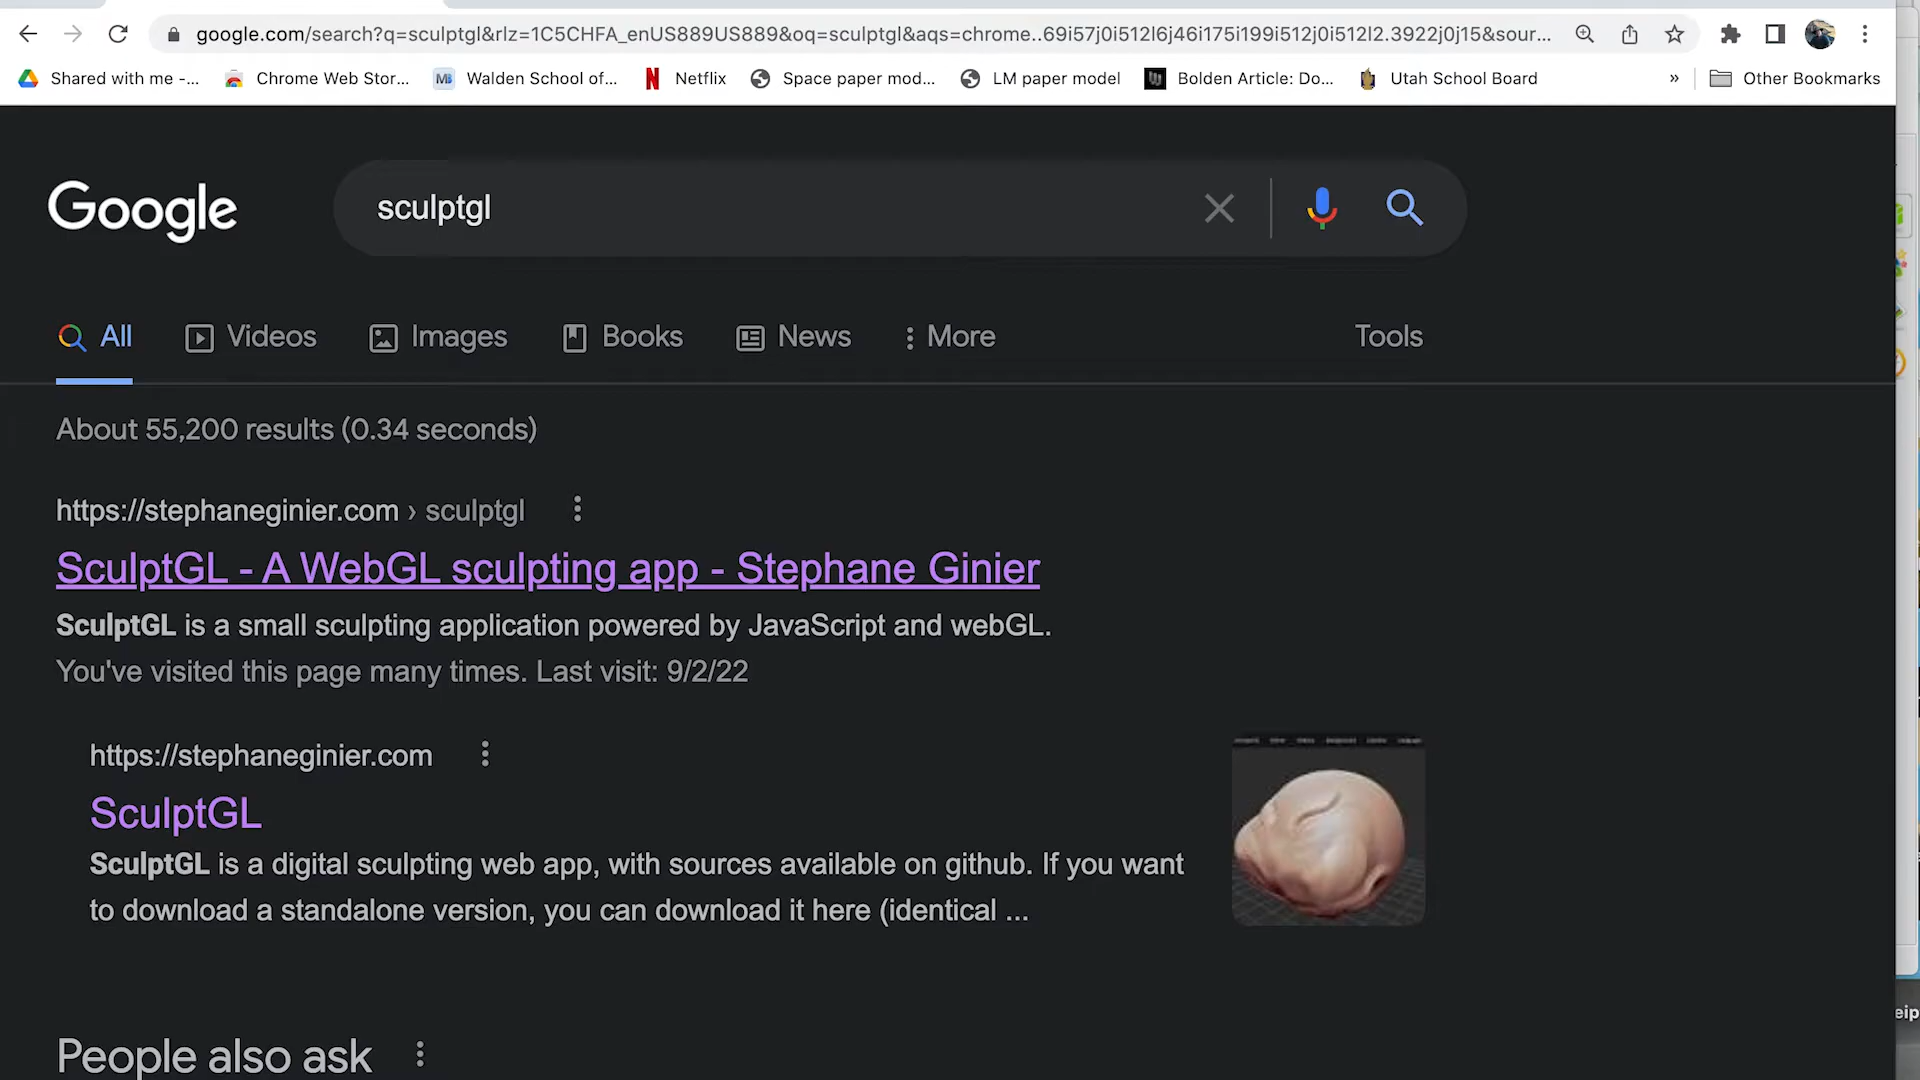 google.com/search?q=sculptgl&rlz=1C5CHFA_enUS889US889&oq=sculptgl&aqs=chrome..69i57j0i512l6j46i175i199i512j0i512l2.3922j0j15&sour...
Shared with me -... Chrome Web Stor... Walden School of... Netflix Space paper mod... LM paper model Bolden Article: Do... Utah School Board » Other Bookmarks
Google sculptgl
All Videos Images Books News More Tools
About 55,200 results (0.34 seconds)
https://stephaneginier.com › sculptgl
SculptGL - A WebGL sculpting app - Stephane Ginier
SculptGL is a small sculpting application powered by JavaScript and webGL.
You've visited this page many times. Last visit: 9/2/22
https://stephaneginier.com
SculptGL
SculptGL is a digital sculpting web app, with sources available on github. If you want
to download a standalone version, you can download it here (identical ...
eip
People also ask